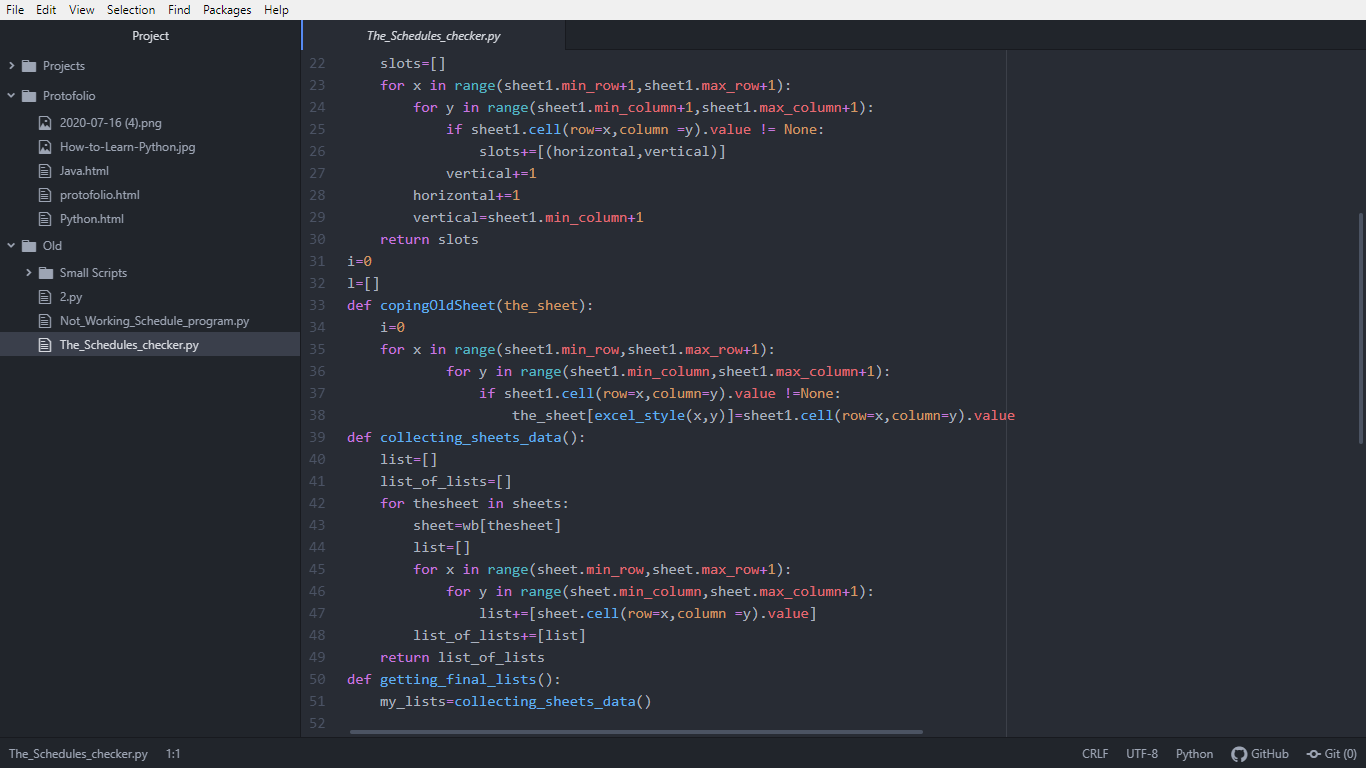 File Edit View Selection Find Packages Help
Project
Projects
Protofolio
2020-07-16 (4).png
How-to-Learn-Python.jpg
Java.html
protofolio.html
Python.html
Old
Small Scripts
2.py
Not_Working_Schedule_program.py
The_Schedules_checker.py
The_Schedules_checker.py
22 slots=[]
23 for x in range(sheet1.min_row+1,sheet1.max_row+1):
24 for y in range(sheet1.min_column+1,sheet1.max_column+1):
25 if sheet1.cell(row=x,column =y).value != None:
26 slots+=[(horizontal,vertical)]
27 vertical+=1
28 horizontal+=1
29 vertical=sheet1.min_column+1
30 return slots
31 i=0
32 l=[]
33 def copingOldSheet(the_sheet):
34 i=0
35 for x in range(sheet1.min_row,sheet1.max_row+1):
36 for y in range(sheet1.min_column,sheet1.max_column+1):
37 if sheet1.cell(row=x,column=y).value !=None:
38 the_sheet[excel_style(x,y)]=sheet1.cell(row=x,column=y).value
39 def collecting_sheets_data():
40 list=[]
41 list_of_lists=[]
42 for thesheet in sheets:
43 sheet=wb[thesheet]
44 list=[]
45 for x in range(sheet.min_row,sheet.max_row+1):
46 for y in range(sheet.min_column,sheet.max_column+1):
47 list+=[sheet.cell(row=x,column =y).value]
48 list_of_lists+=[list]
49 return list_of_lists
50 def getting_final_lists():
51 my_lists=collecting_sheets_data()
52
The_Schedules_checker.py 1:1 CRLF UTF-8 Python GitHub Git (0)